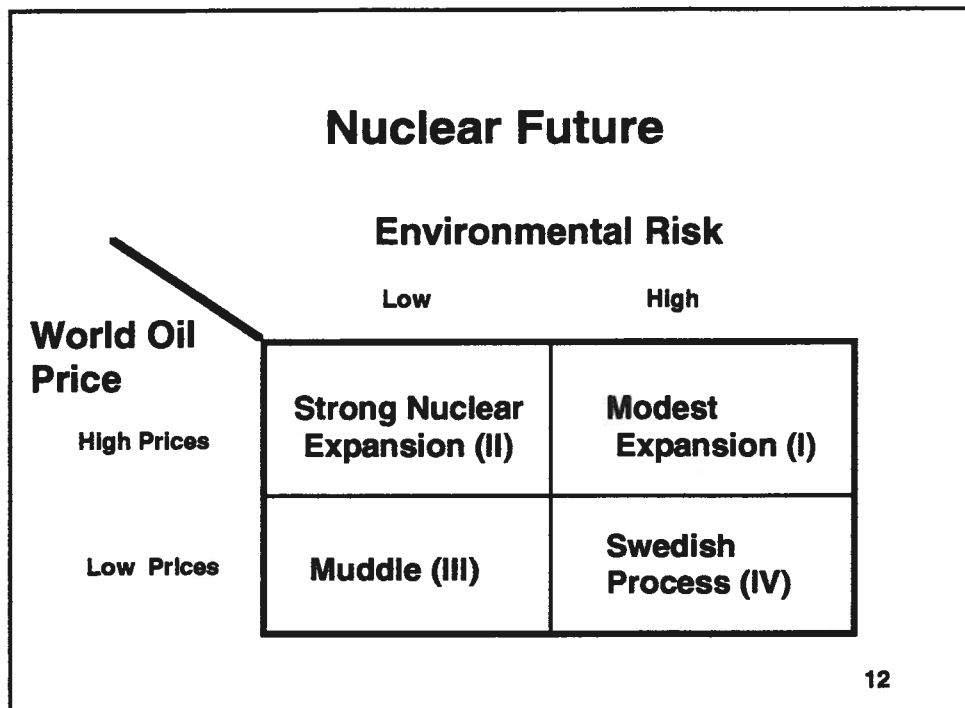 Nuclear Future
Environmental Risk
Low High
World Oil
Price
High Prices
Strong Nuclear
Expansion (II)
Modest
Expansion (I)
Low Prices
Muddle (III)
Swedish
Process (IV)
12